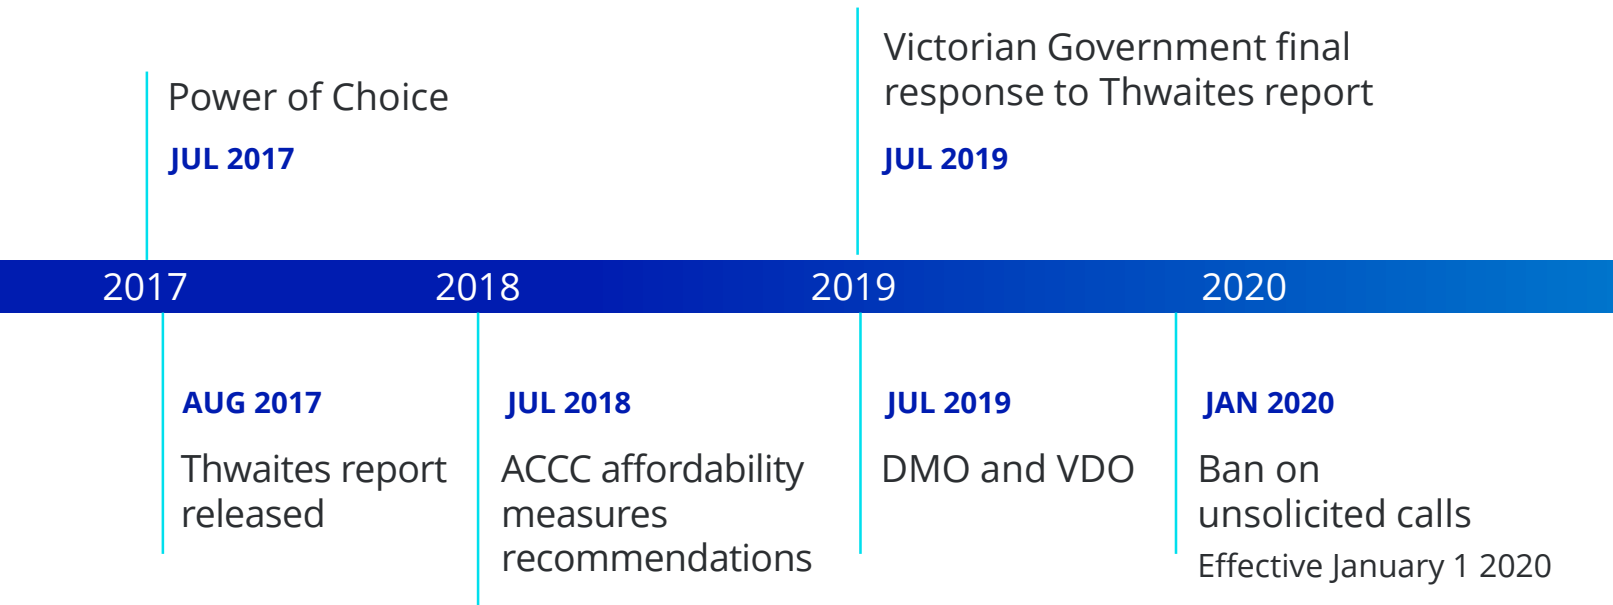 Power of Choice
JUL 2017
Victorian Government final
response to Thwaites report
JUL 2019
2017
2018
2019
2020
AUG 2017
Thwaites report
released
JUL 2018
ACCC affordability
measures
recommendations
JUL 2019
DMO and VDO
JAN 2020
Ban on
unsolicited calls
Effective January 1 2020